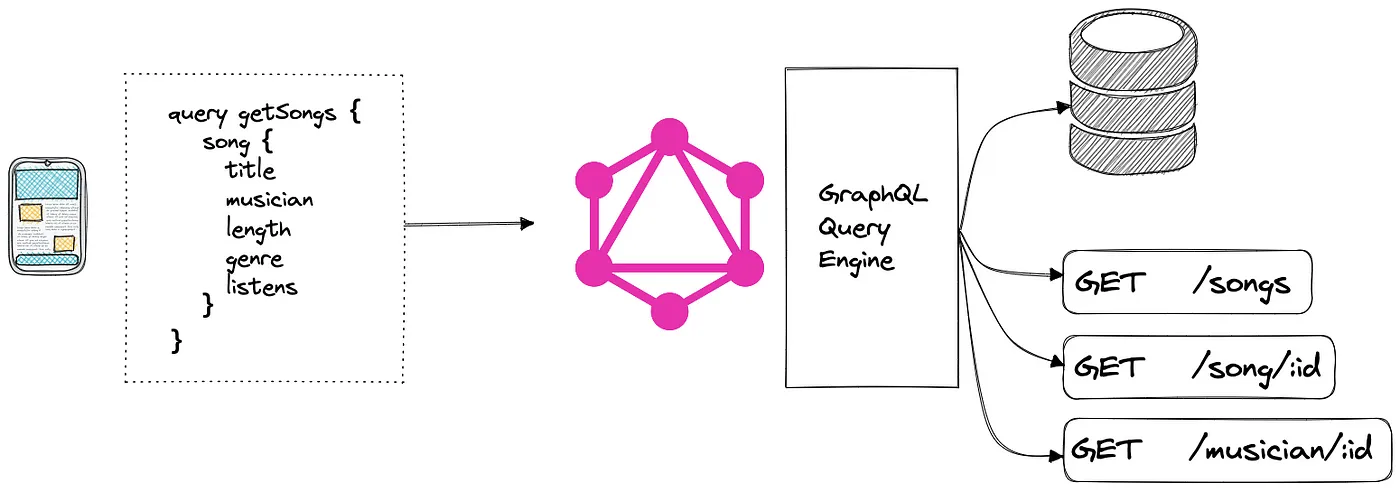 query getSongs {
song {
title
musician
length
genre
listens
}
}
GraphQL
Query
Engine
GET /songs
GET /song/:id
GET /musician/:id